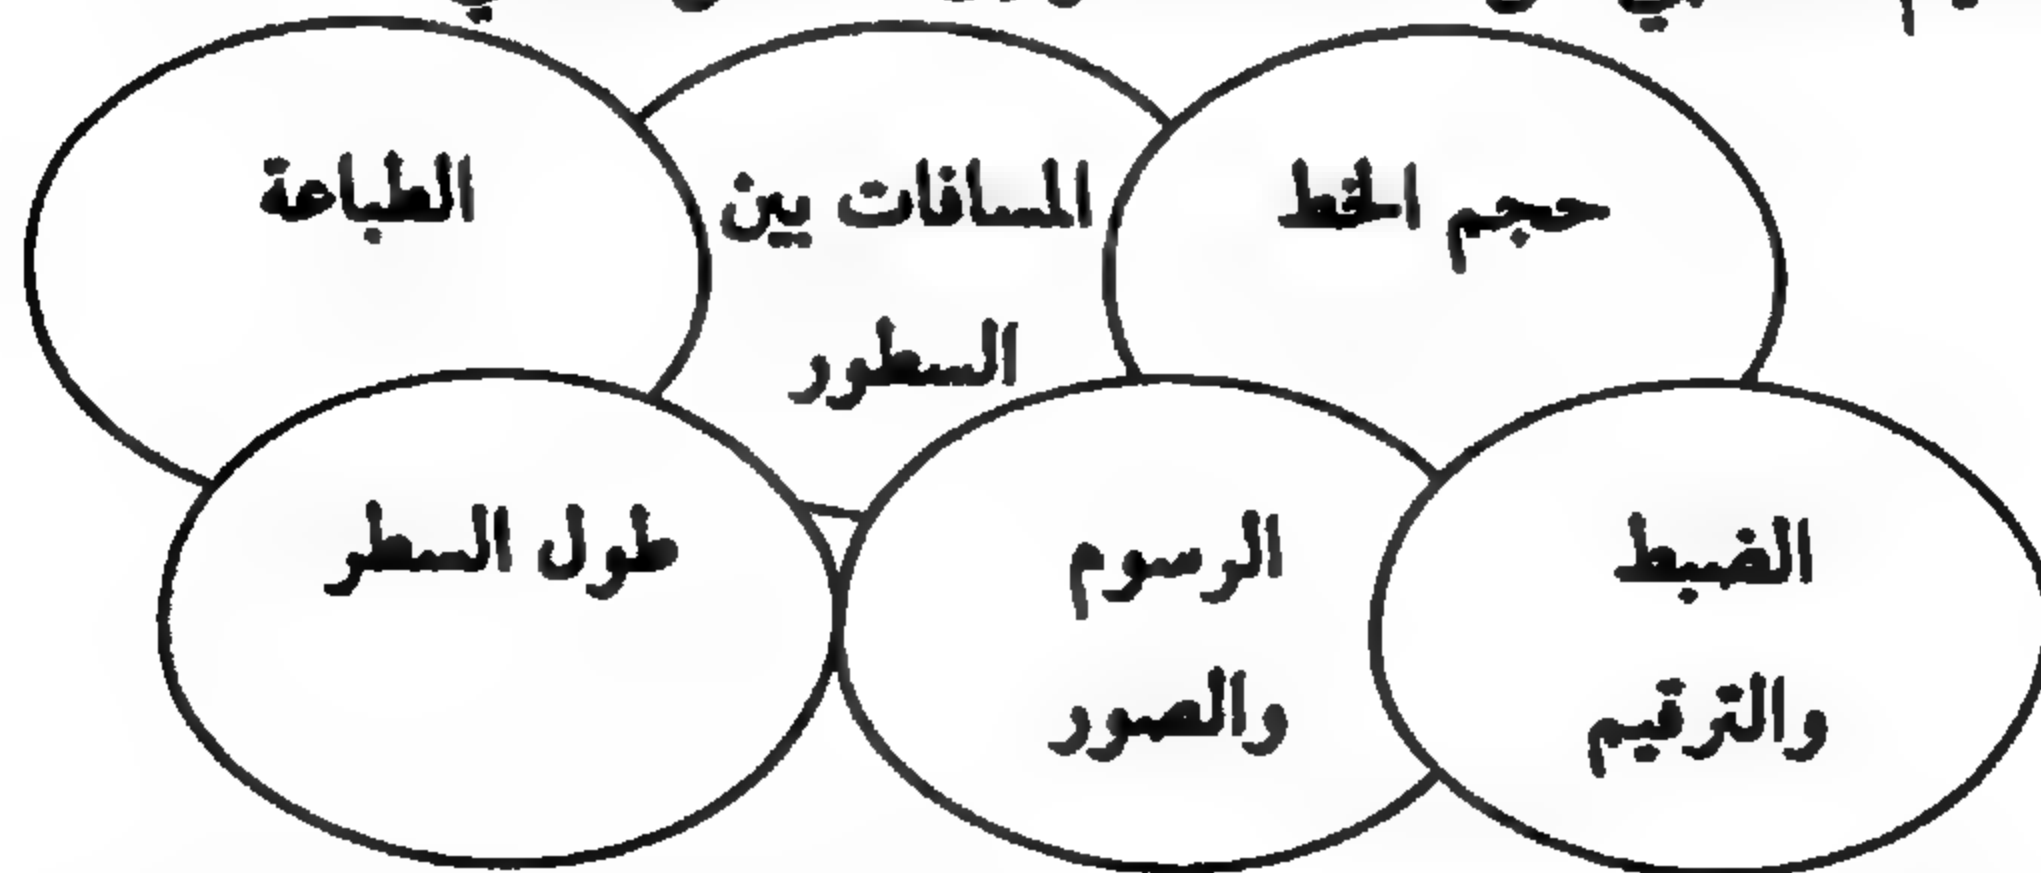 حجم الخط
المسافات بين
السطور
الطباعة
الضبط
والترقيم
الرسوم
والصور
طول السطر